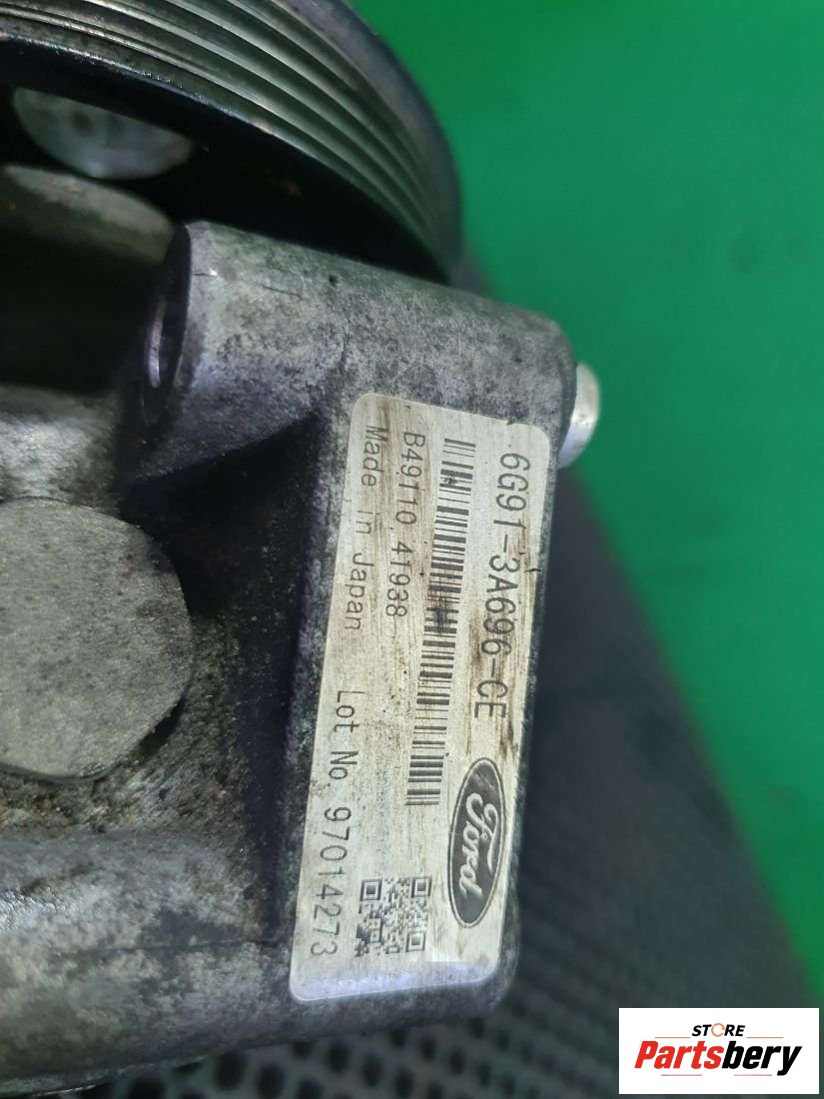 6G91-3A696-CE
Ford
B49110 41938
Made in Japan
Lot No. 97014273
STORE
Partsbery